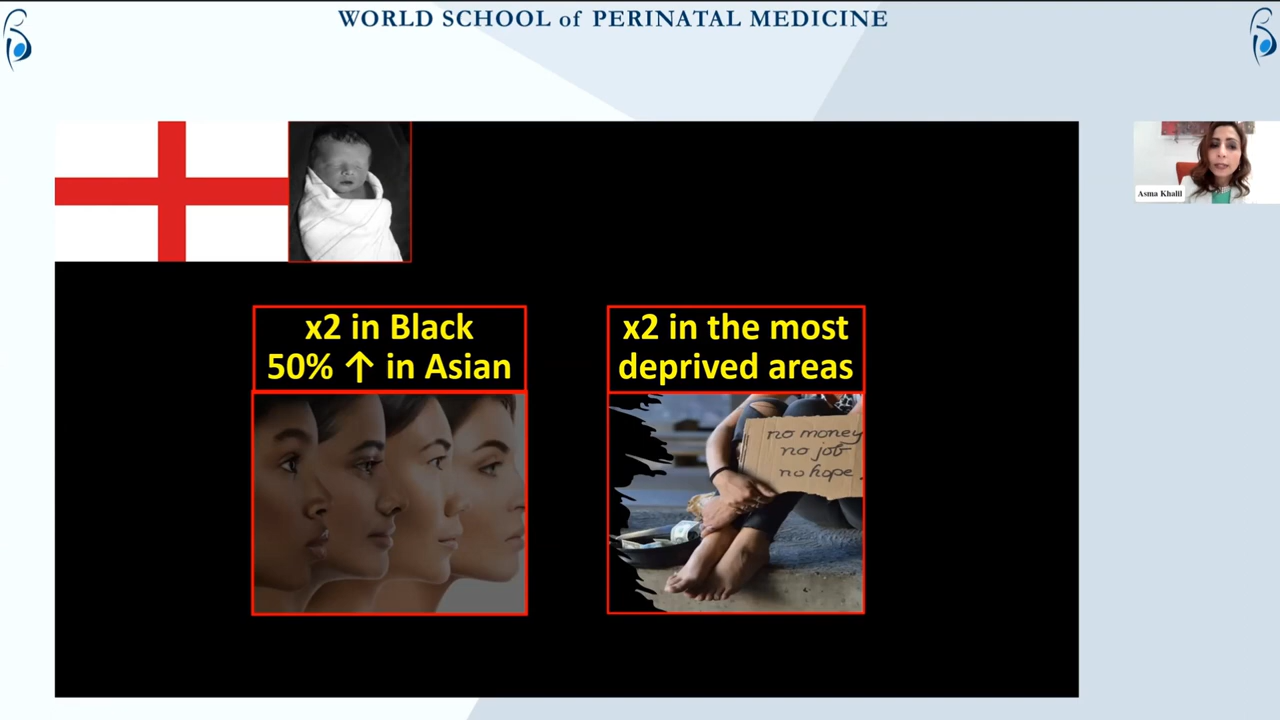 WORLD SCHOOL of PERINATAL MEDICINE
Asma Khalil
x2 in Black
50% ↑ in Asian
x2 in the most
deprived areas
no money
no job
no hope.